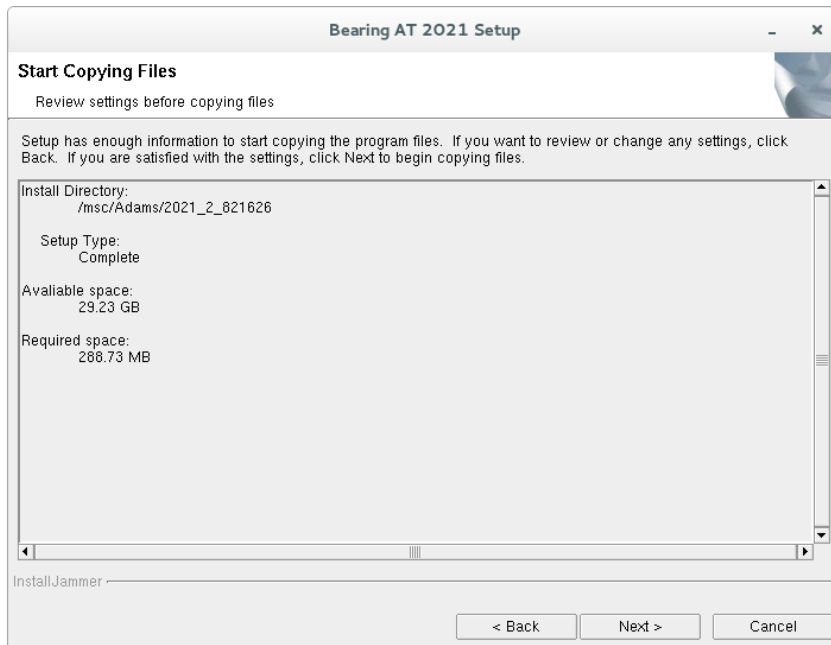 Bearing AT 2021 Setup
Start Copying Files
Review settings before copying files
Setup has enough information to start copying the program files. If you want to review or change any settings, click
Back. If you are satisfied with the settings, click Next to begin copying files.
Install Directory:
/msc/Adams/2021_2_821626
Setup Type:
Complete
Avaliable space:
29.23 GB
Required space:
288.73 MB
InstallJammer
< Back
Next >
Cancel